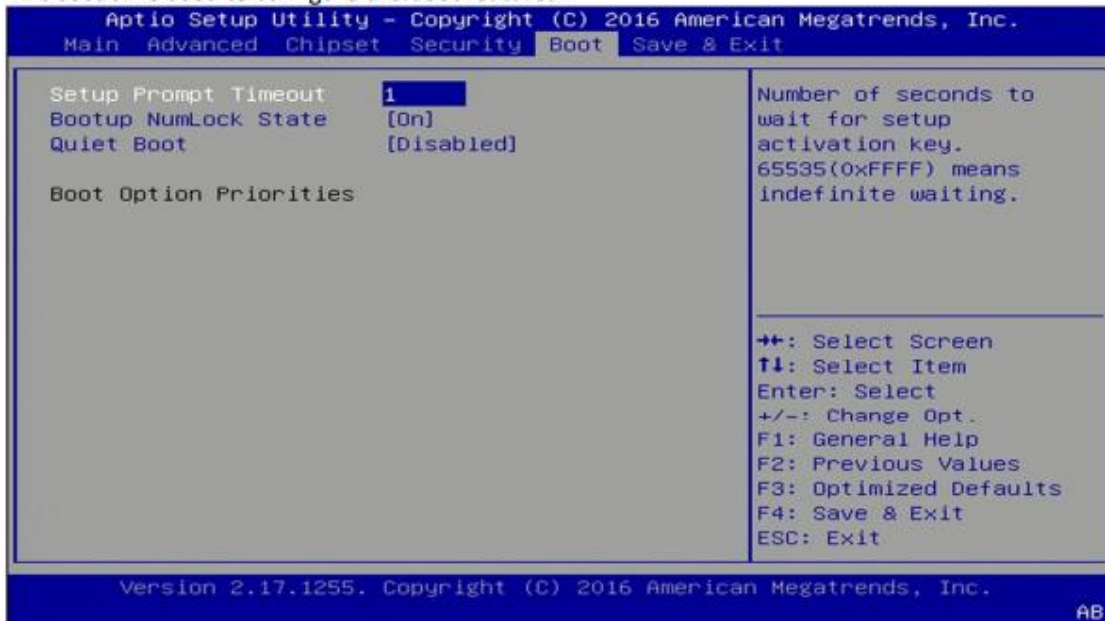 Aptio Setup Utility – Copyright (C) 2016 American Megatrends, Inc.
Main Advanced Chipset Security Boot Save & Exit
Setup Prompt Timeout 1
Bootup NumLock State [On]
Quiet Boot [Disabled]
Boot Option Priorities
Number of seconds to
wait for setup
activation key.
65535(0xFFFF) means
indefinite waiting.
→←: Select Screen
↑↓: Select Item
Enter: Select
+/-: Change Opt.
F1: General Help
F2: Previous Values
F3: Optimized Defaults
F4: Save & Exit
ESC: Exit
Version 2.17.1255. Copyright (C) 2016 American Megatrends, Inc.
AB